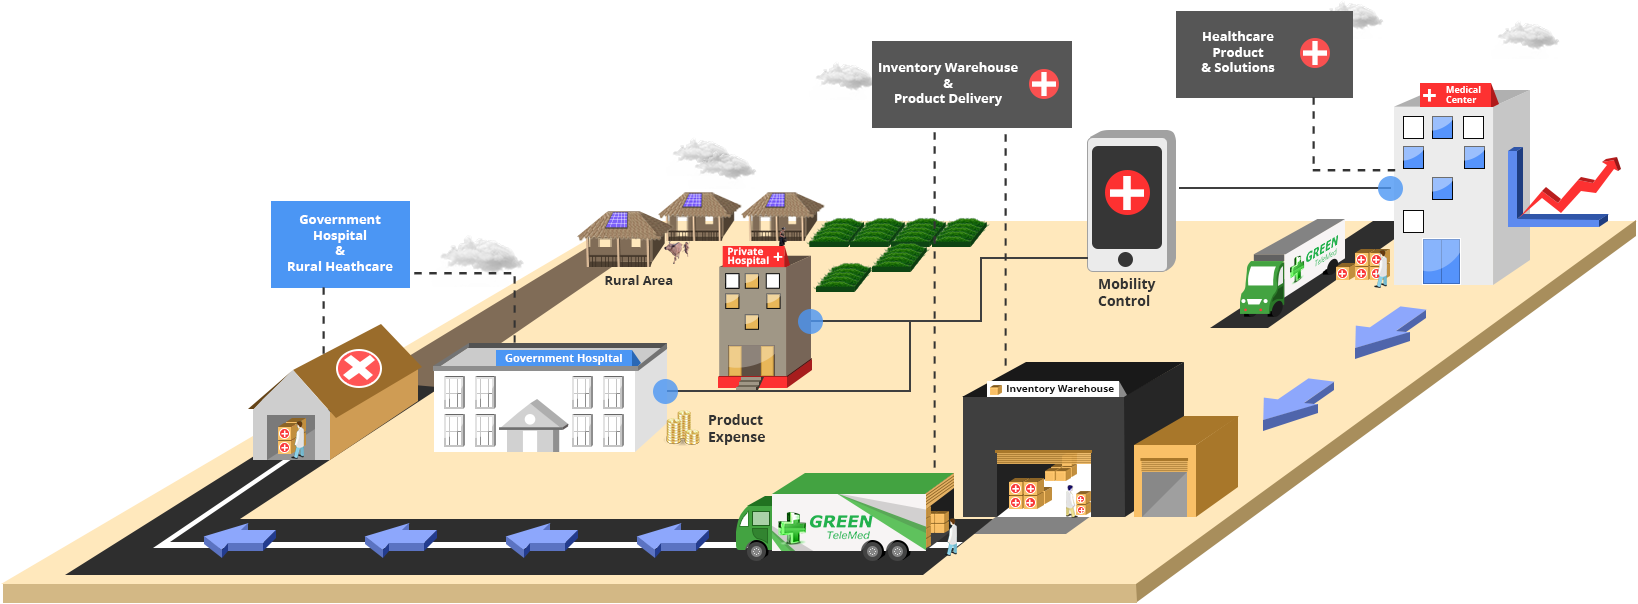 Healthcare
Product
& Solutions
Inventory Warehouse
&
Product Delivery
Medical
Center
Government
Hospital
&
Rural Heathcare
Private
Hospital
Rural Area
GREEN
TeleMed
Mobility
Control
Government Hospital
Inventory Warehouse
Product
Expense
GREEN
TeleMed